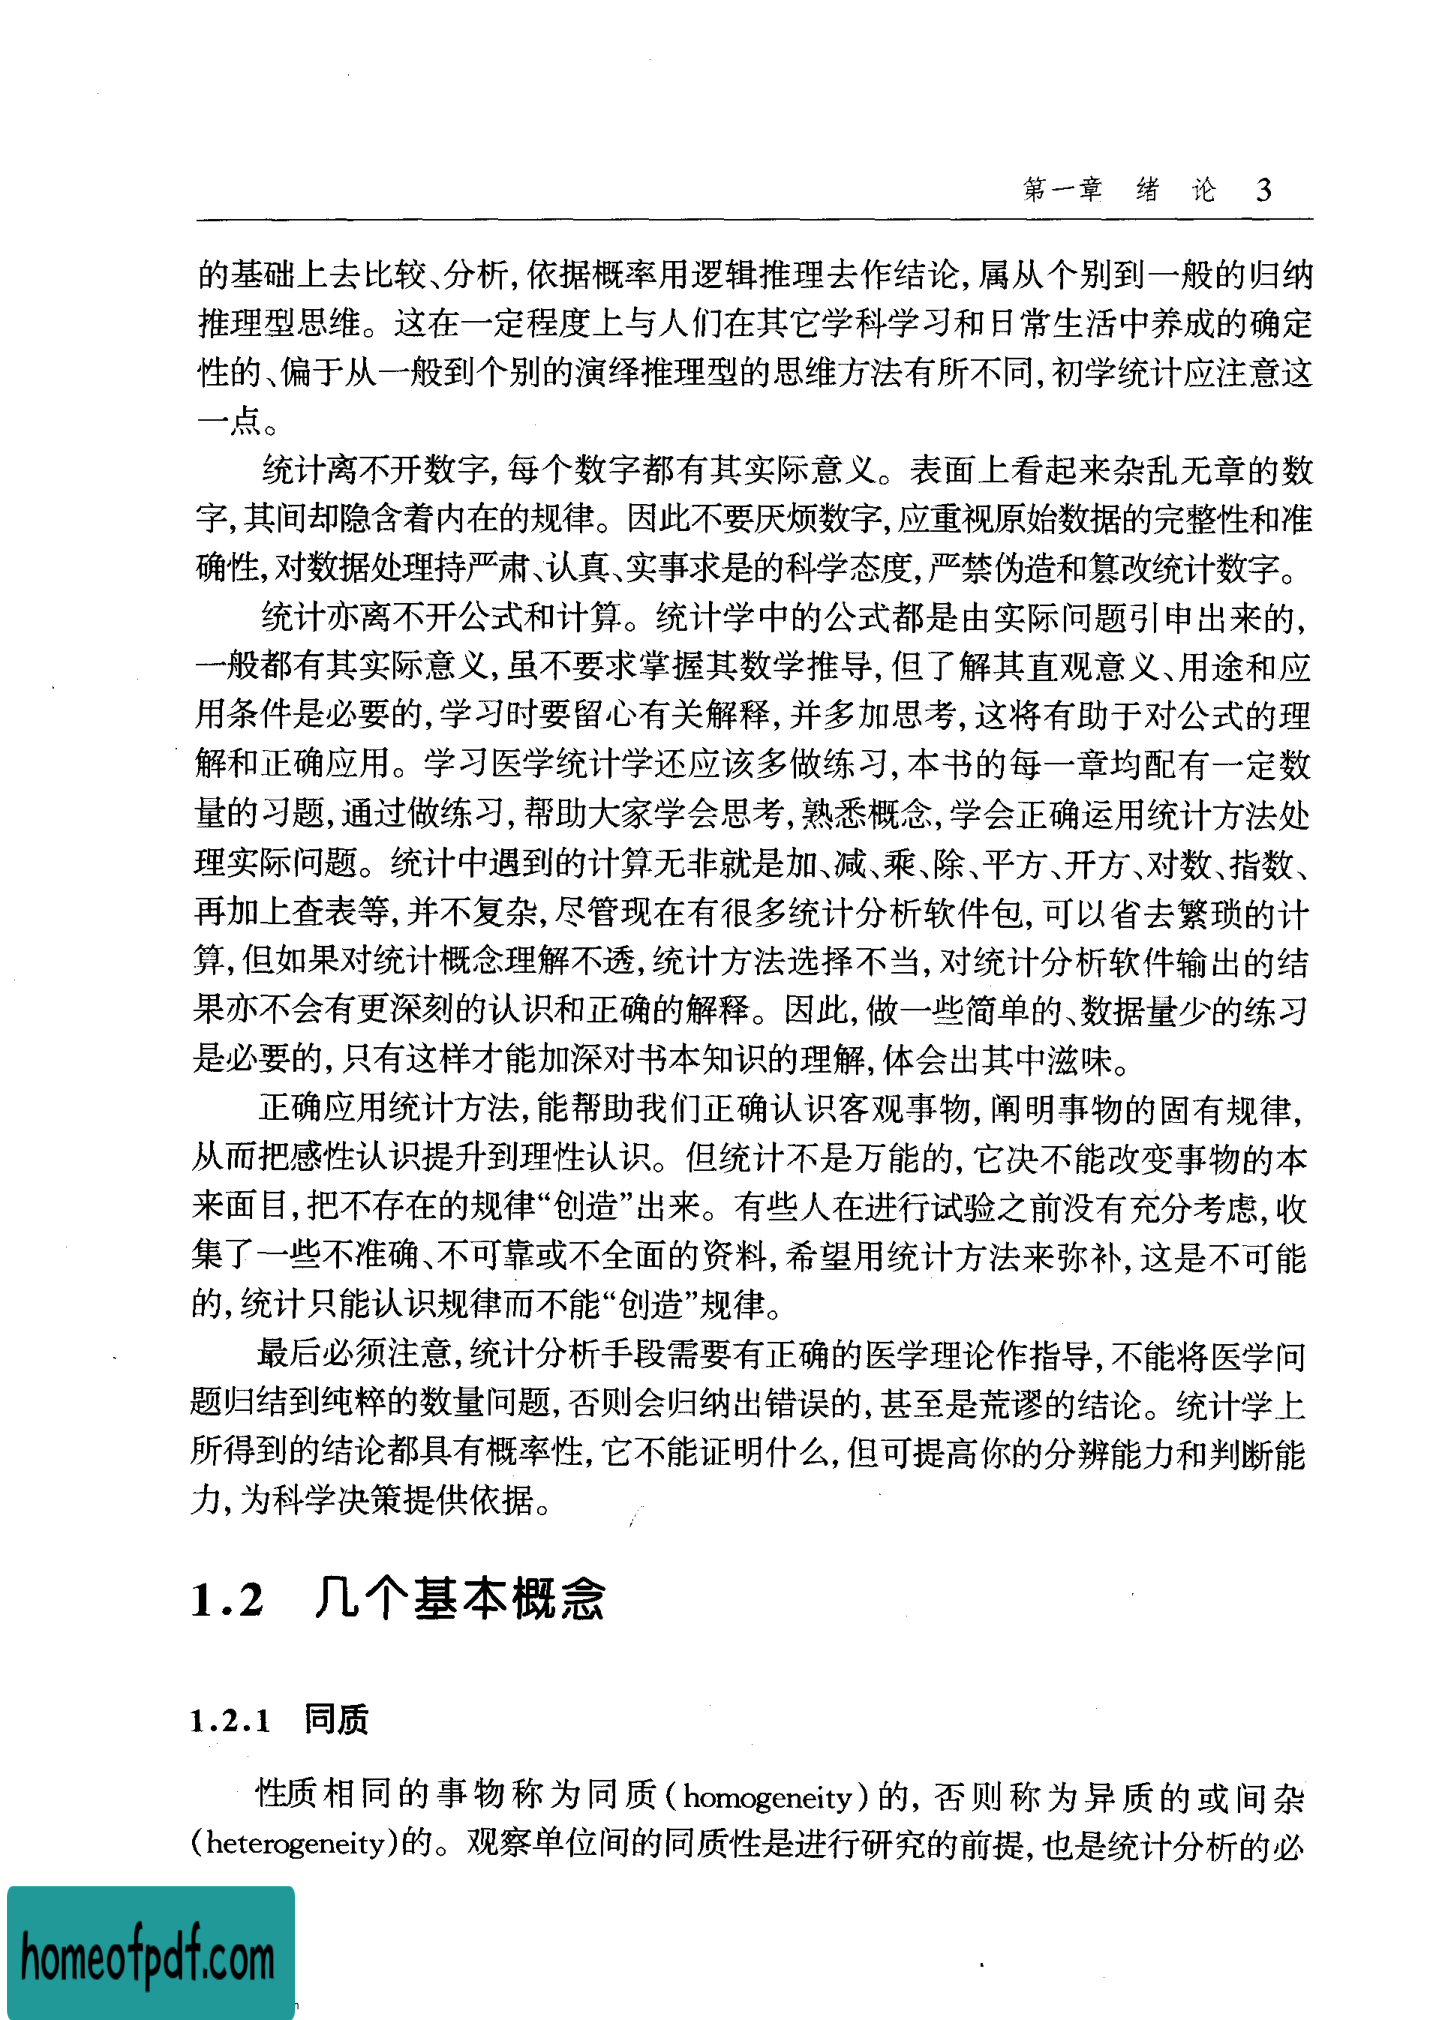 第一章 绪 论 3
的基础上去比较、分析,依据概率用逻辑推理去作结论,属从个别到一般的归纳
推理型思维。这在一定程度上与人们在其它学科学习和日常生活中养成的确定
性的、偏于从一般到个别的演绎推理型的思维方法有所不同,初学统计应注意这
一点。
统计离不开数字,每个数字都有其实际意义。表面上看起来杂乱无章的数
字,其间却隐含着内在的规律。因此不要厌烦数字,应重视原始数据的完整性和准
确性,对数据处理持严肃、认真、实事求是的科学态度,严禁伪造和篡改统计数字。
统计亦离不开公式和计算。统计学中的公式都是由实际问题引申出来的,
一般都有其实际意义,虽不要求掌握其数学推导,但了解其直观意义、用途和应
用条件是必要的,学习时要留心有关解释,并多加思考,这将有助于对公式的理
解和正确应用。学习医学统计学还应该多做练习,本书的每一章均配有一定数
量的习题,通过做练习,帮助大家学会思考,熟悉概念,学会正确运用统计方法处
理实际问题。统计中遇到的计算无非就是加、减、乘、除、平方、开方、对数、指数、
再加上查表等,并不复杂,尽管现在有很多统计分析软件包,可以省去繁琐的计
算,但如果对统计概念理解不透,统计方法选择不当,对统计分析软件输出的结
果亦不会有更深刻的认识和正确的解释。因此,做一些简单的、数据量少的练习
是必要的,只有这样才能加深对书本知识的理解,体会出其中滋味。
正确应用统计方法,能帮助我们正确认识客观事物,阐明事物的固有规律,
从而把感性认识提升到理性认识。但统计不是万能的,它决不能改变事物的本
来面目,把不存在的规律“创造”出来。有些人在进行试验之前没有充分考虑,收
集了一些不准确、不可靠或不全面的资料,希望用统计方法来弥补,这是不可能
的,统计只能认识规律而不能“创造”规律。
最后必须注意,统计分析手段需要有正确的医学理论作指导,不能将医学问
题归结到纯粹的数量问题,否则会归纳出错误的,甚至是荒谬的结论。统计学上
所得到的结论都具有概率性,它不能证明什么,但可提高你的分辨能力和判断能
力,为科学决策提供依据。
1.2 几个基本概念
1.2.1 同质
性质相同的事物称为同质(homogeneity)的,否则称为异质的或间杂
(heterogeneity)的。观察单位间的同质性是进行研究的前提,也是统计分析的必
homeofpdf.com